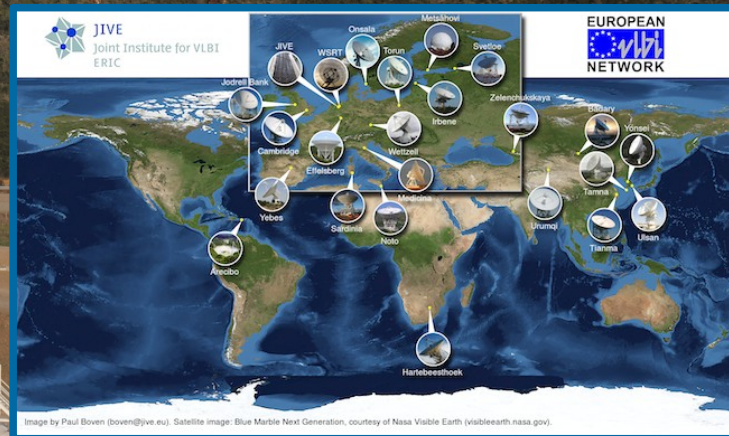 JIVE
Joint Institute for VLBI
ERIC
EUROPEAN
evlbi
NETWORK
Metsähovi
Onsala
JIVE
WSRT
Torun
Svetloe
Jodrell Bank
Zelenchukskaya
Badary
Irbene
Yonsei
Cambridge
Wettzell
Effelsberg
Tamna
Medicina
Yebes
Sardinia
Noto
Urumqi
Tianma
Ulsan
Arecibo
Hartebeesthoek
Image by Paul Boven (boven@jive.eu). Satellite image: Blue Marble Next Generation, courtesy of Nasa Visible Earth (visibleearth.nasa.gov).